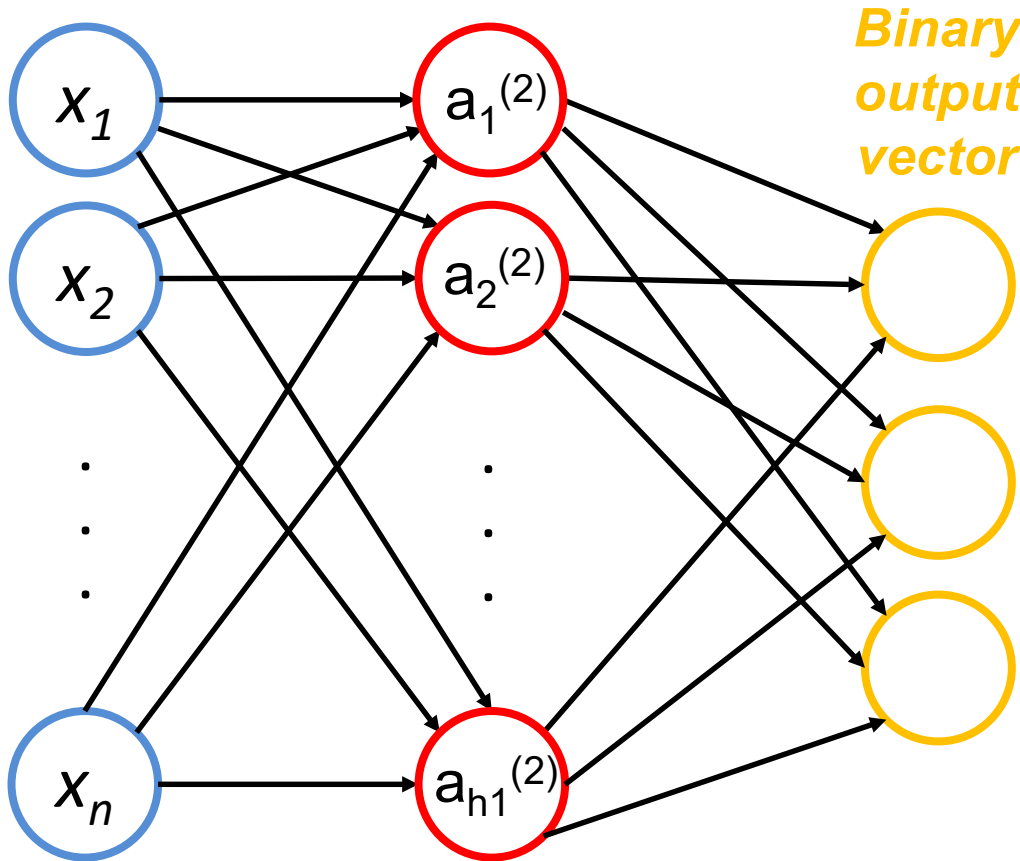 Binary
output
vector
x₁
a₁⁽²⁾
x₂
a₂⁽²⁾
xₙ
aₕ₁⁽²⁾